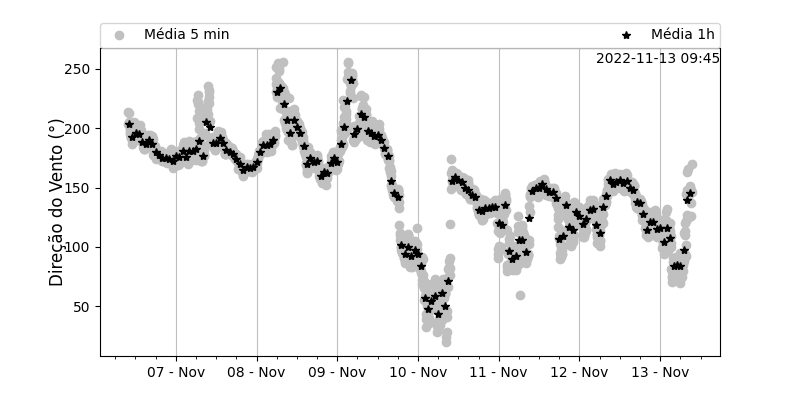 Média 5 min
Média 1h
2022-11-13 09:45
Direção do Vento (°)
250
200
150
100
50
07 - Nov
08 - Nov
09 - Nov
10 - Nov
11 - Nov
12 - Nov
13 - Nov